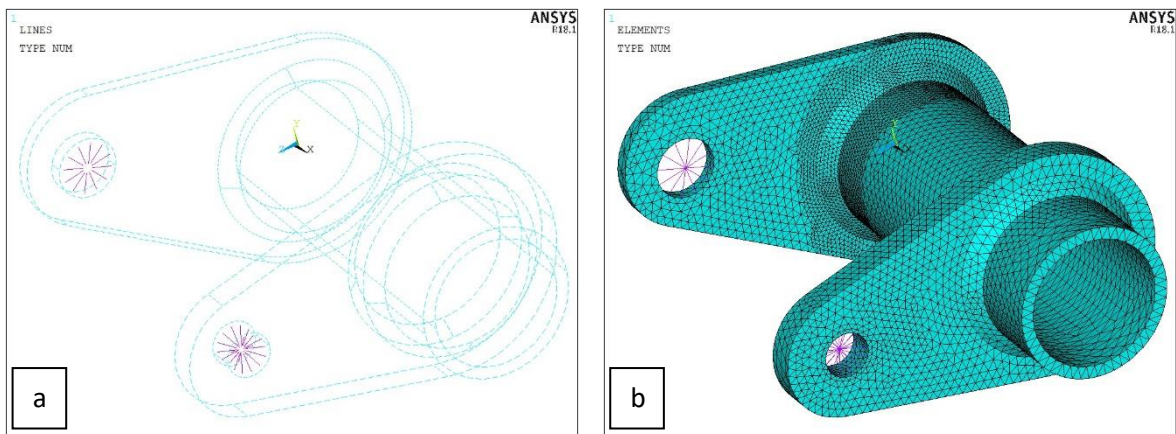 1
LINES
TYPE NUM
ANSYS
R18.1
Y
Z
X
a
1
ELEMENTS
TYPE NUM
ANSYS
R18.1
Y
Z
X
b